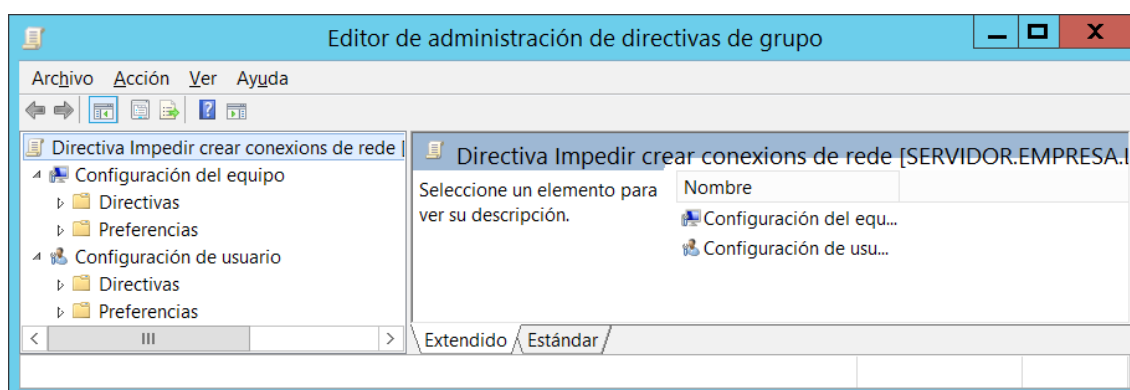 Editor de administración de directivas de grupo
Archivo Acción Ver Ayuda
Directiva Impedir crear conexions de rede [
Configuración del equipo
Directivas
Preferencias
Configuración de usuario
Directivas
Preferencias
Directiva Impedir crear conexions de rede [SERVIDOR.EMPRESA.L
Seleccione un elemento para
ver su descripción.
Nombre
Configuración del equ...
Configuración de usu...
Extendido Estándar